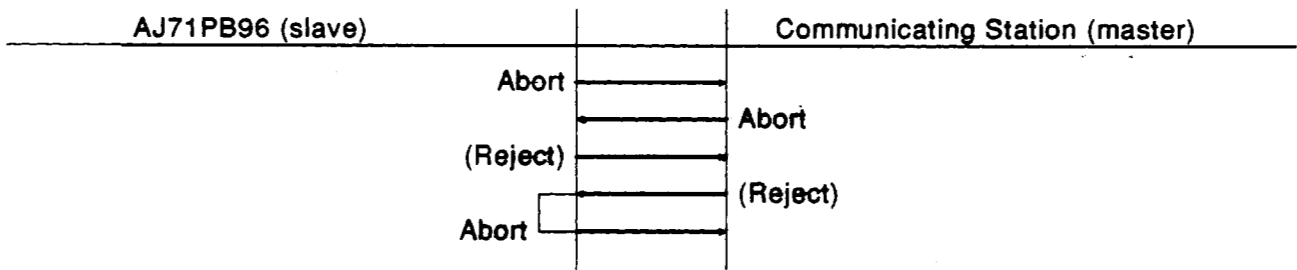 AJ71PB96 (slave) Communicating Station (master)
Abort
Abort
(Reject)
(Reject)
Abort